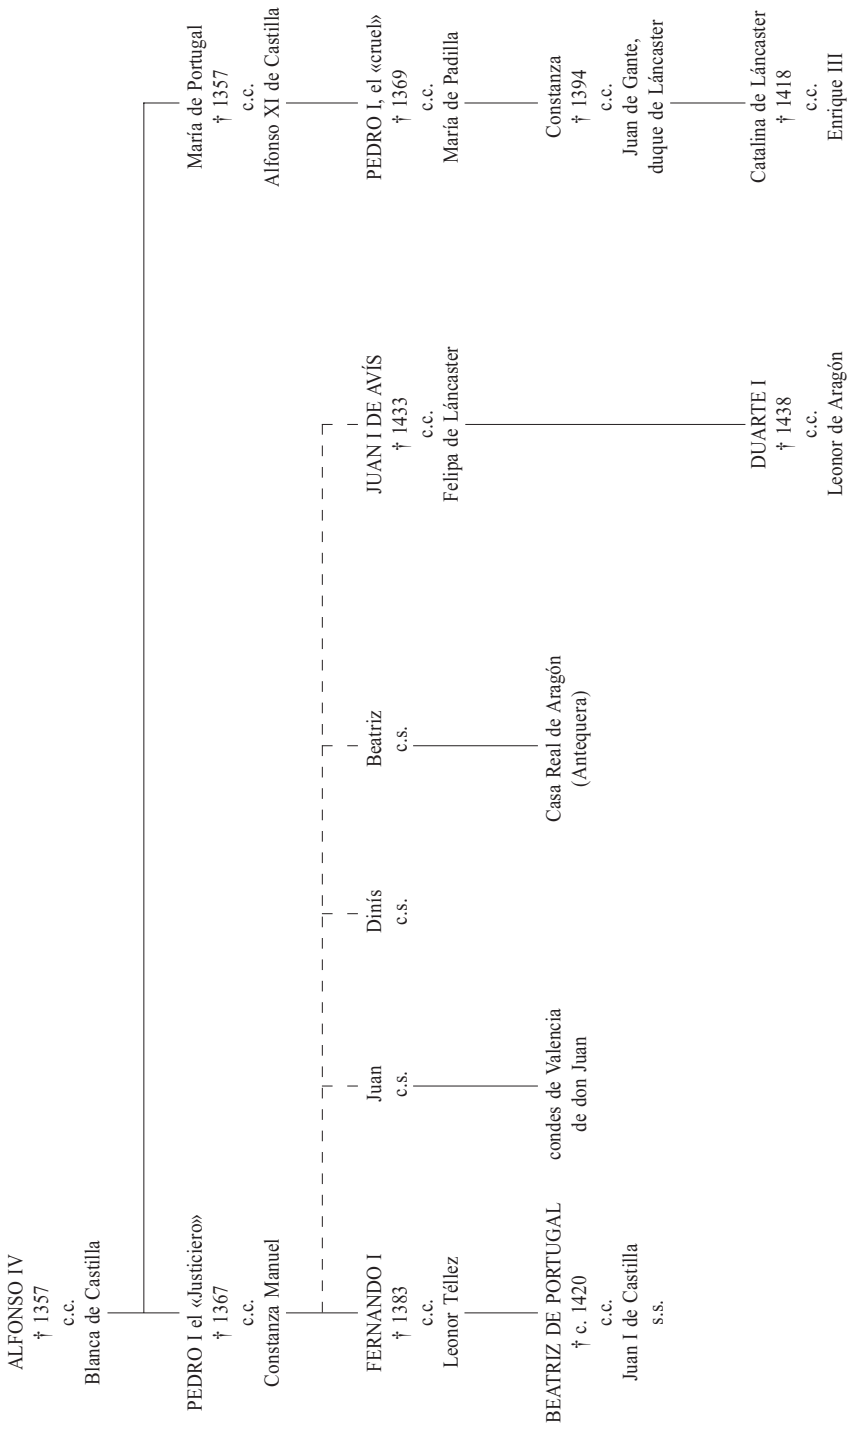 ALFONSO IV
† 1357
c.c.
Blanca de Castilla
PEDRO I el «Justiciero»
† 1367
c.c.
Constanza Manuel
María de Portugal
† 1357
c.c.
Alfonso XI de Castilla
FERNANDO I
† 1383
c.c.
Leonor Téllez
Juan
c.s.
Dinís
c.s.
Beatriz
c.s.
JUAN I DE AVÍS
† 1433
c.c.
Felipa de Láncaster
PEDRO I, el «cruel»
† 1369
c.c.
María de Padilla
BEATRIZ DE PORTUGAL
† c. 1420
c.c.
Juan I de Castilla
s.s.
condes de Valencia
de don Juan
Casa Real de Aragón
(Antequera)
Constanza
† 1394
c.c.
Juan de Gante,
duque de Láncaster
DUARTE I
† 1438
c.c.
Leonor de Aragón
Catalina de Láncaster
† 1418
c.c.
Enrique III